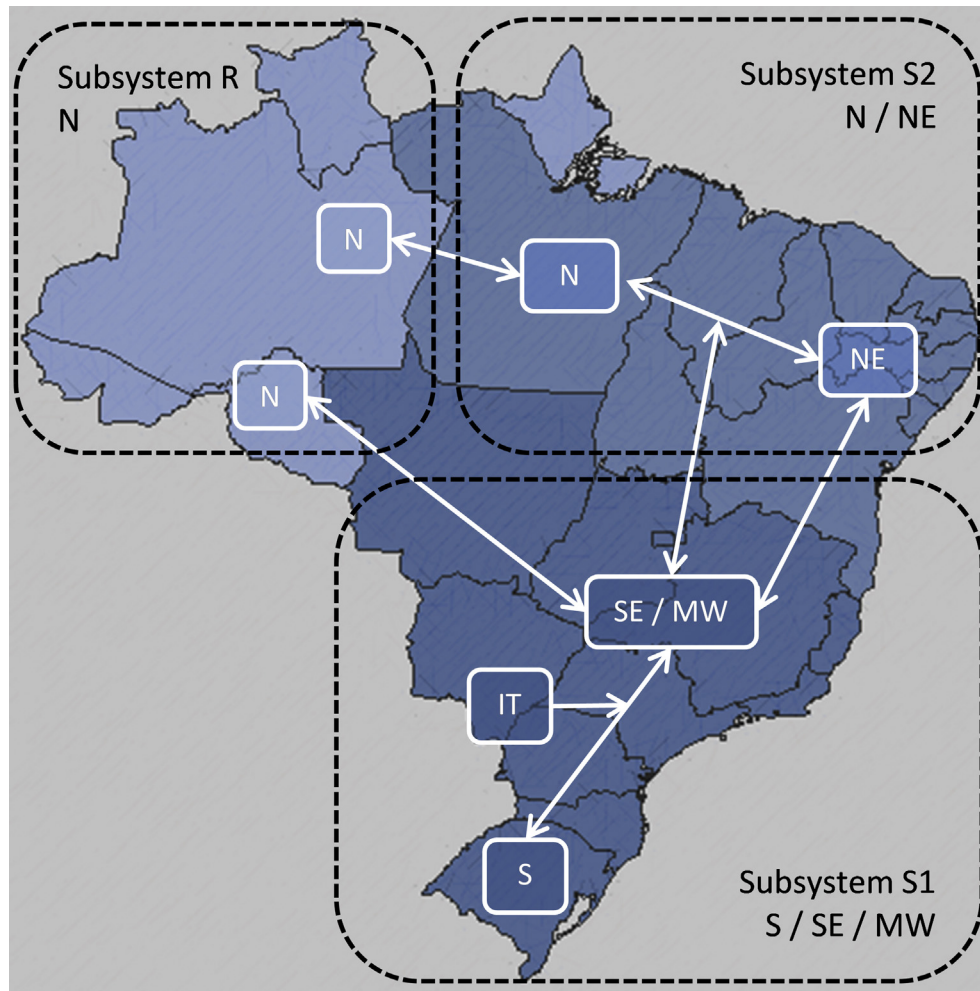 Subsystem R
N
Subsystem S2
N / NE
N
N
NE
N
SE / MW
IT
S
Subsystem S1
S / SE / MW